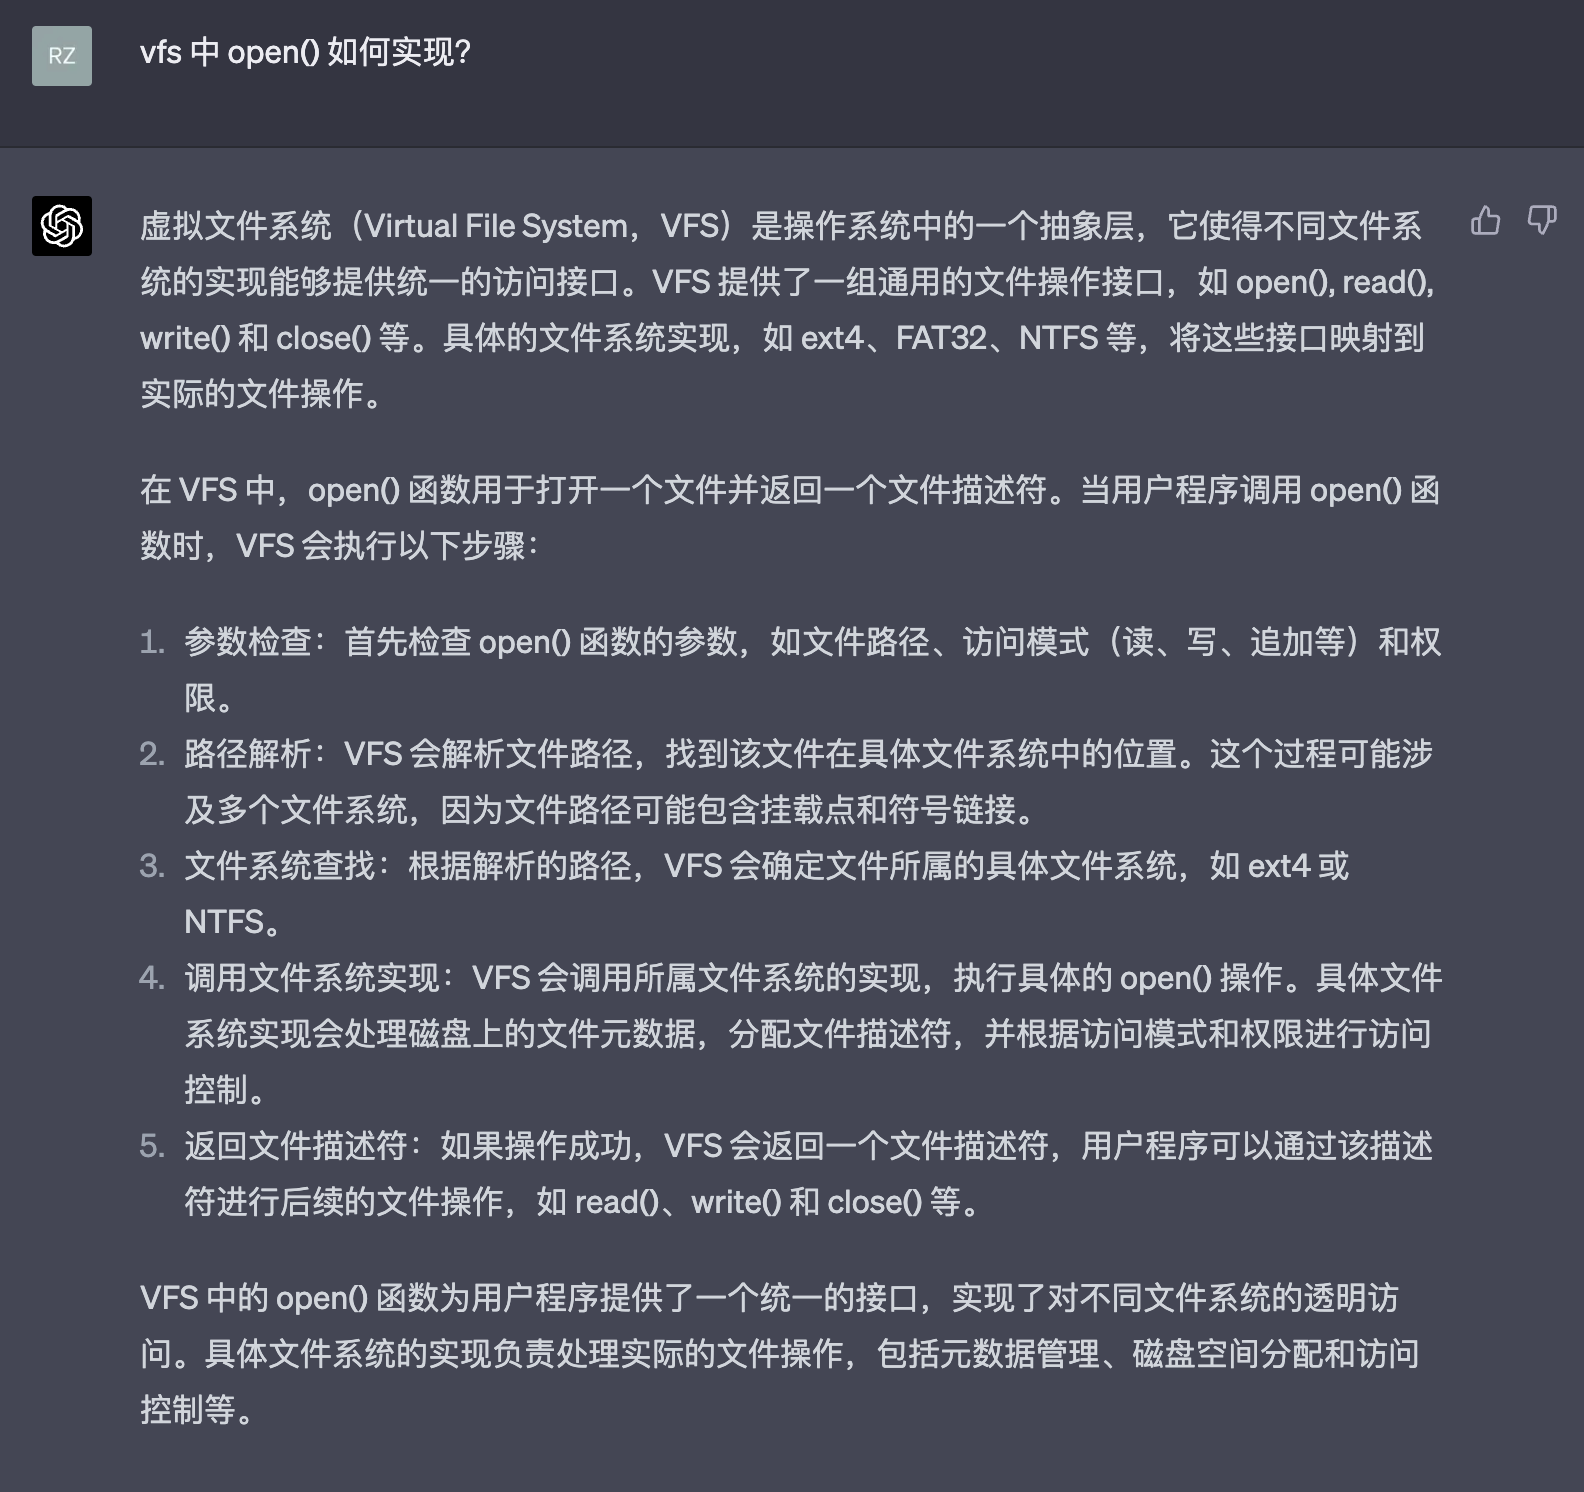 RZ
vfs 中 open() 如何实现？
虚拟文件系统（Virtual File System，VFS）是操作系统中的一个抽象层，它使得不同文件系
统的实现能够提供统一的访问接口。VFS 提供了一组通用的文件操作接口，如 open(), read(),
write() 和 close() 等。具体的文件系统实现，如 ext4、FAT32、NTFS 等，将这些接口映射到
实际的文件操作。
在 VFS 中，open() 函数用于打开一个文件并返回一个文件描述符。当用户程序调用 open() 函
数时，VFS 会执行以下步骤：
1. 参数检查：首先检查 open() 函数的参数，如文件路径、访问模式（读、写、追加等）和权
限。
2. 路径解析：VFS 会解析文件路径，找到该文件在具体文件系统中的位置。这个过程可能涉
及多个文件系统，因为文件路径可能包含挂载点和符号链接。
3. 文件系统查找：根据解析的路径，VFS 会确定文件所属的具体文件系统，如 ext4 或
NTFS。
4. 调用文件系统实现：VFS 会调用所属文件系统的实现，执行具体的 open() 操作。具体文件
系统实现会处理磁盘上的文件元数据，分配文件描述符，并根据访问模式和权限进行访问
控制。
5. 返回文件描述符：如果操作成功，VFS 会返回一个文件描述符，用户程序可以通过该描述
符进行后续的文件操作，如 read()、write() 和 close() 等。
VFS 中的 open() 函数为用户程序提供了一个统一的接口，实现了对不同文件系统的透明访
问。具体文件系统的实现负责处理实际的文件操作，包括元数据管理、磁盘空间分配和访问
控制等。